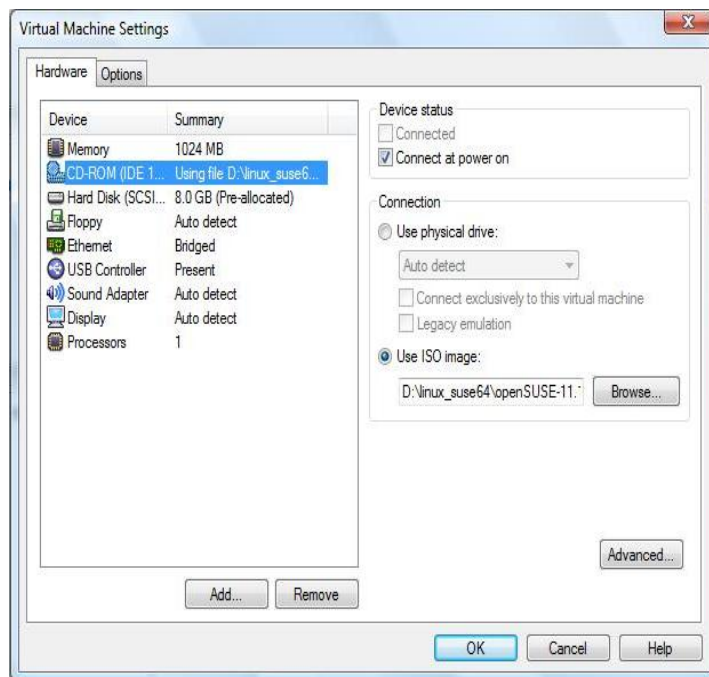 Virtual Machine Settings
Hardware
Options
Device Summary
Memory 1024 MB
CD-ROM (IDE 1... Using file D:\linux_suse6...
Hard Disk (SCSI... 8.0 GB (Pre-allocated)
Floppy Auto detect
Ethernet Bridged
USB Controller Present
Sound Adapter Auto detect
Display Auto detect
Processors 1
Add...
Remove
Device status
Connected
Connect at power on
Connection
Use physical drive:
Auto detect
Connect exclusively to this virtual machine
Legacy emulation
Use ISO image:
D:\linux_suse64\openSUSE-11.
Browse...
Advanced...
OK
Cancel
Help